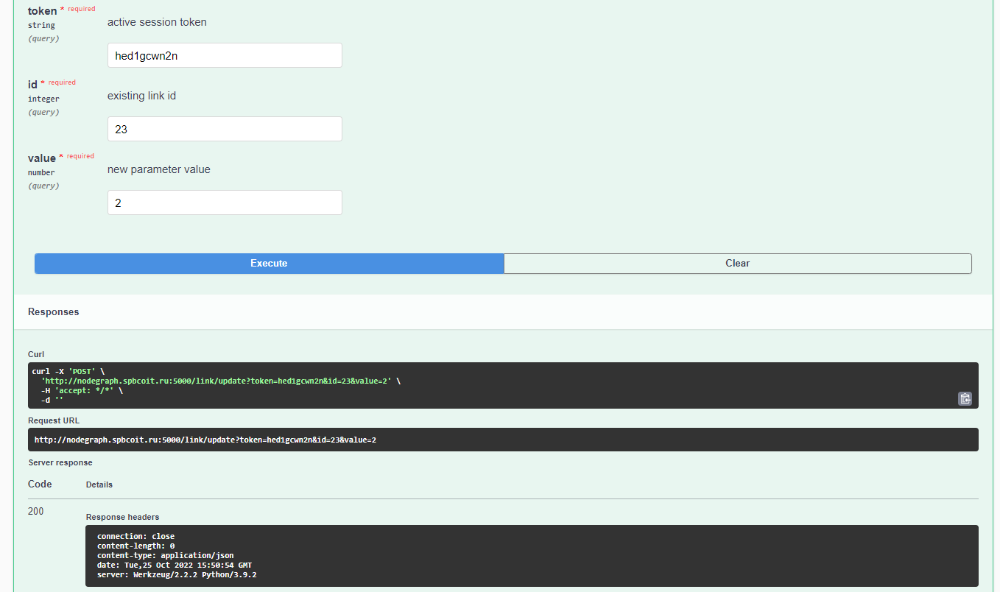 token * required
string
(query)
active session token
hed1gcwn2n
id * required
integer
(query)
existing link id
23
value * required
number
(query)
new parameter value
2
Execute
Clear
Responses
Curl
curl -X 'POST' \
'http://nodegraph.spbcoit.ru:5000/link/update?token=hed1gcwn2n&id=23&value=2' \
-H 'accept: */*' \
-d ''
Request URL
http://nodegraph.spbcoit.ru:5000/link/update?token=hed1gcwn2n&id=23&value=2
Server response
Code Details
200
Response headers
connection: close
content-length: 0
content-type: application/json
date: Tue,25 Oct 2022 15:50:54 GMT
server: Werkzeug/2.2.2 Python/3.9.2